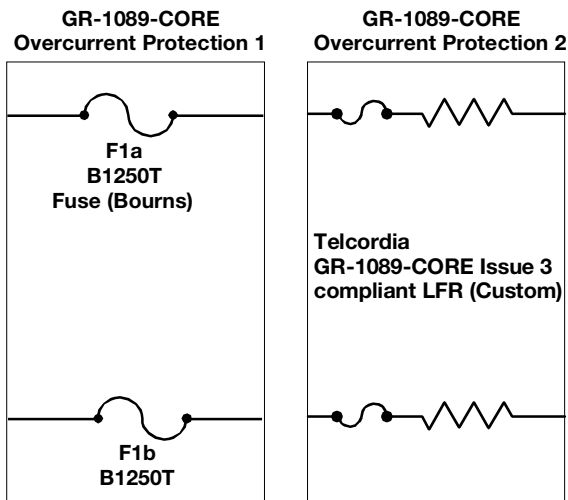 GR-1089-CORE
Overcurrent Protection 1
F1a
B1250T
Fuse (Bourns)
F1b
B1250T
GR-1089-CORE
Overcurrent Protection 2
Telcordia
GR-1089-CORE Issue 3
compliant LFR (Custom)